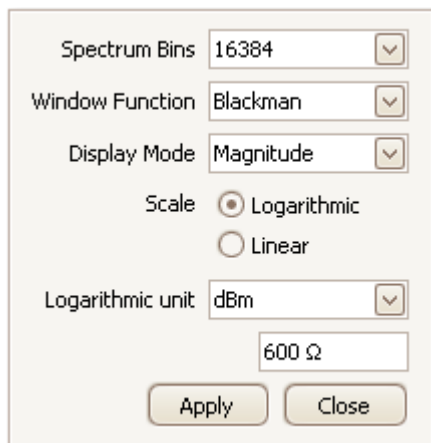 Spectrum Bins 16384
Window Function Blackman
Display Mode Magnitude
Scale Logarithmic
Linear
Logarithmic unit dBm
600 Ω
Apply Close